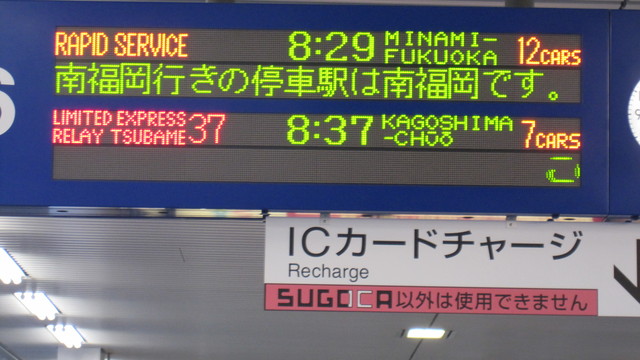 RAPID SERVICE 8:29 MINAMI-FUKUOKA 12CARS
南福岡行きの停車駅は南福岡です。
LIMITED EXPRESS RELAY TSUBAME 37 8:37 KAGOSHIMA-CHŪŌ 7CARS
こ
ICカードチャージ
Recharge
SUGOCA以外は使用できません